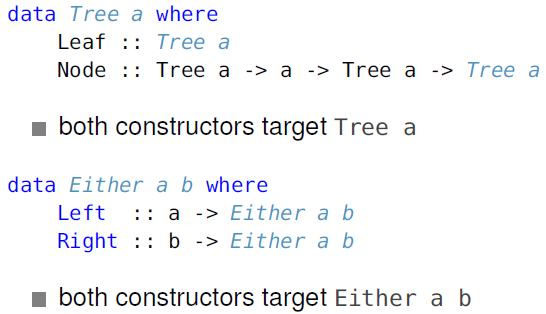 data Tree a where
    Leaf :: Tree a
    Node :: Tree a -> a -> Tree a -> Tree a
■ both constructors target Tree a
data Either a b where
    Left  :: a -> Either a b
    Right :: b -> Either a b
■ both constructors target Either a b